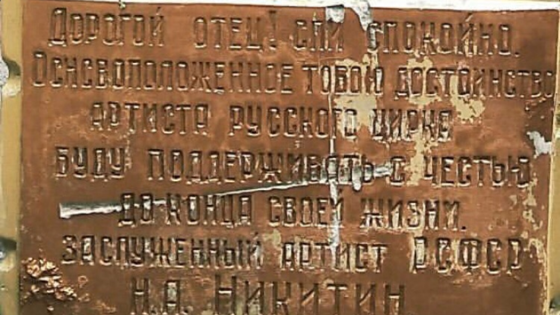 Дорогой отец! Спи спокойно.
Основоположенное тобою достоинство
артиста русского цирка
буду поддерживать с честью
до конца своей жизни.
Заслуженный артист РСФСР
Н.А. Никитин